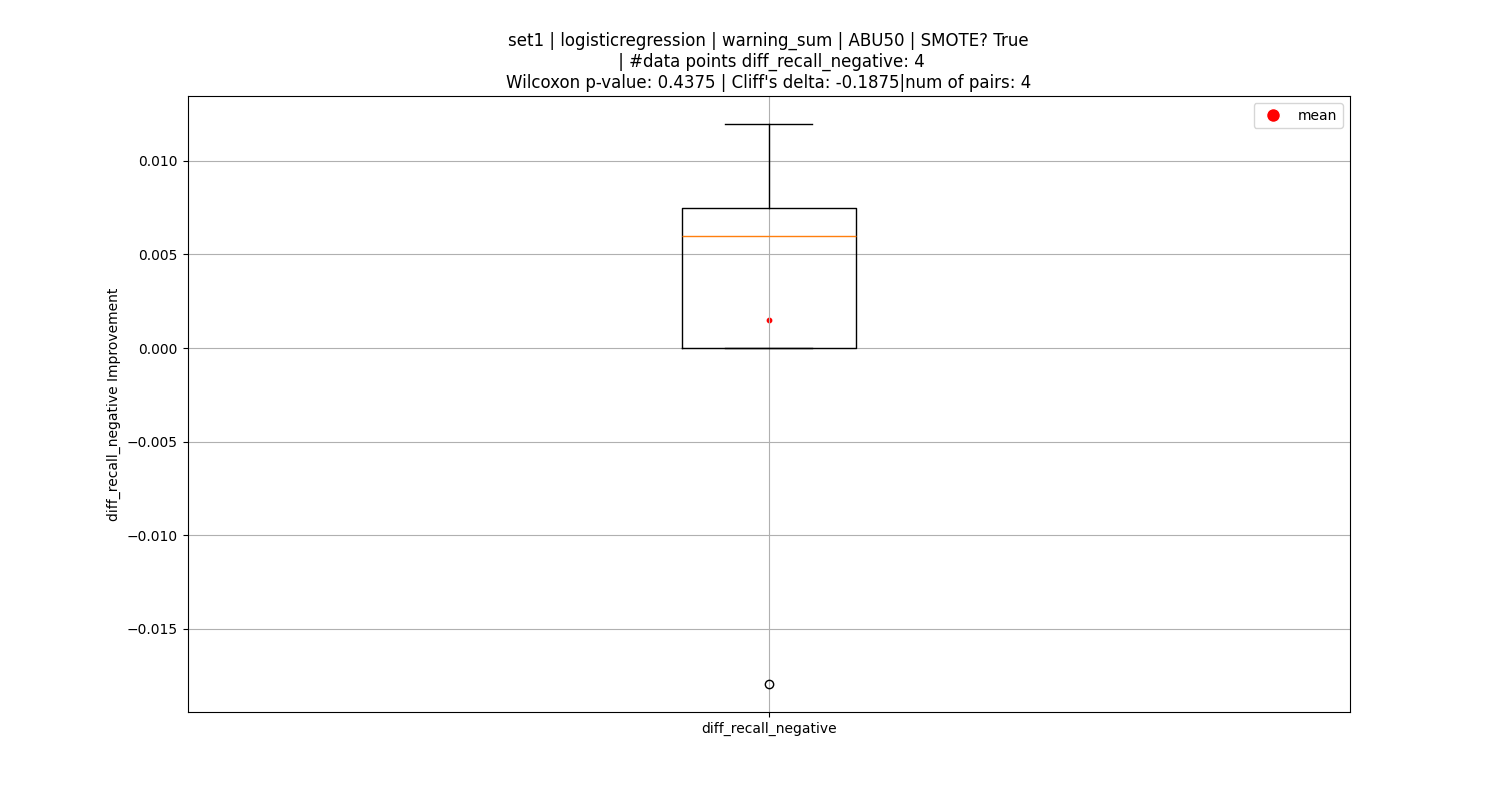 set1 | logisticregression | warning_sum | ABU50 | SMOTE? True
| #data points diff_recall_negative: 4
Wilcoxon p-value: 0.4375 | Cliff's delta: -0.1875|num of pairs: 4
mean
0.010
0.005
0.000
−0.005
−0.010
−0.015
diff_recall_negative Improvement
diff_recall_negative